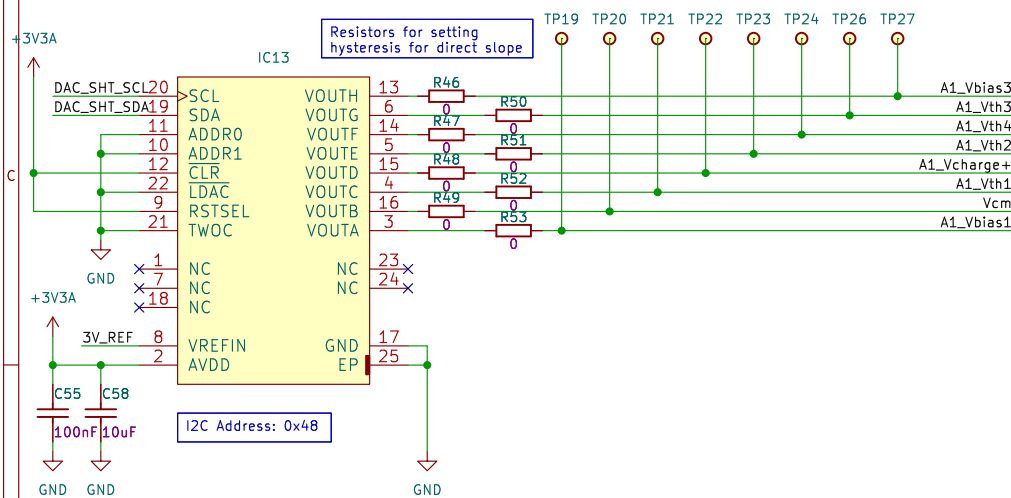 TP19 TP20 TP21 TP22 TP23 TP24 TP26 TP27
Resistors for setting
hysteresis for direct slope
+3V3A
IC13
DAC_SHT_SCL 20 SCL VOUTH 13 R46 0 A1_Vbias3
DAC_SHT_SDA 19 SDA VOUTG 6 R50 0 A1_Vth3
11 ADDR0 VOUTF 14 R47 0 A1_Vth4
10 ADDR1 VOUTE 5 R51 0 A1_Vth2
12 CLR VOUTD 15 R48 0 A1_Vcharge+
C
22 LDAC VOUTC 4 R52 0 A1_Vth1
9 RSTSEL VOUTB 16 R49 0 Vcm
21 TWOC VOUTA 3 R53 0 A1_Vbias1
GND
1 NC NC 23
7 NC NC 24
18 NC
+3V3A
3V_REF 8 VREFIN GND 17
2 AVDD EP 25
C55 C58
100nF 10uF
I2C Address: 0x48
GND GND GND